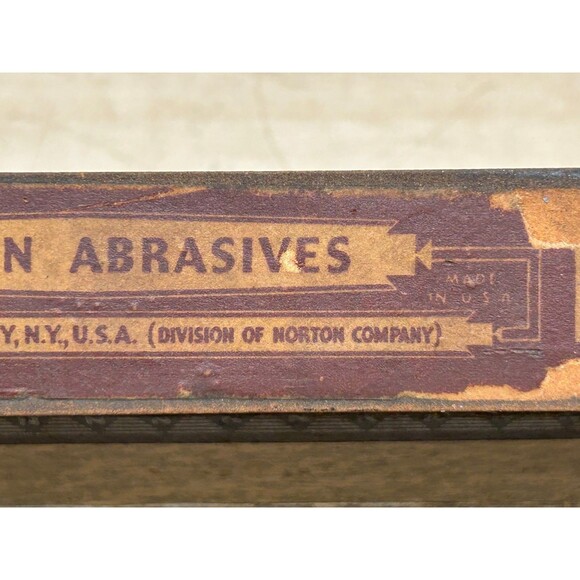 N ABRASIVES
MADE
IN U.S.A
Y, N.Y., U.S.A. (DIVISION OF NORTON COMPANY)